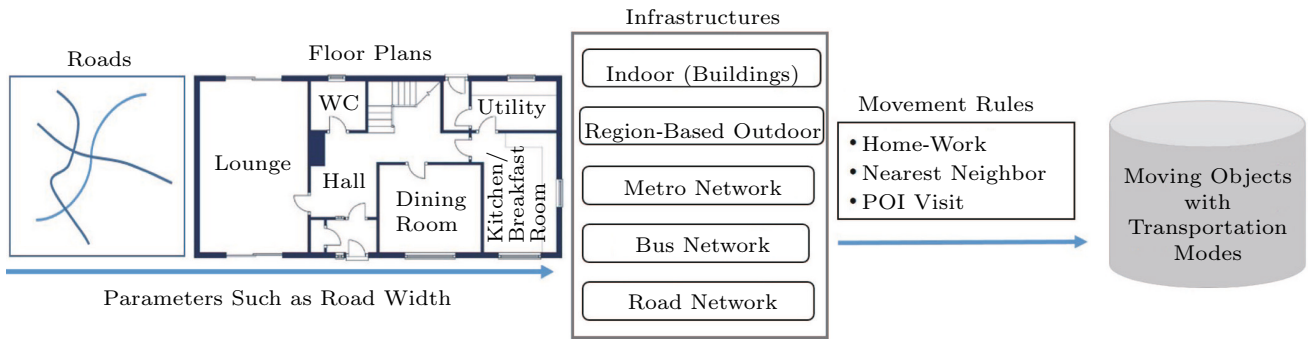 Roads
Floor Plans
WC
Utility
Lounge
Hall
Dining
Room
Kitchen/
Breakfast
Room
Parameters Such as Road Width
Infrastructures
Indoor (Buildings)
Region-Based Outdoor
Metro Network
Bus Network
Road Network
Movement Rules
• Home-Work
• Nearest Neighbor
• POI Visit
Moving Objects
with
Transportation
Modes